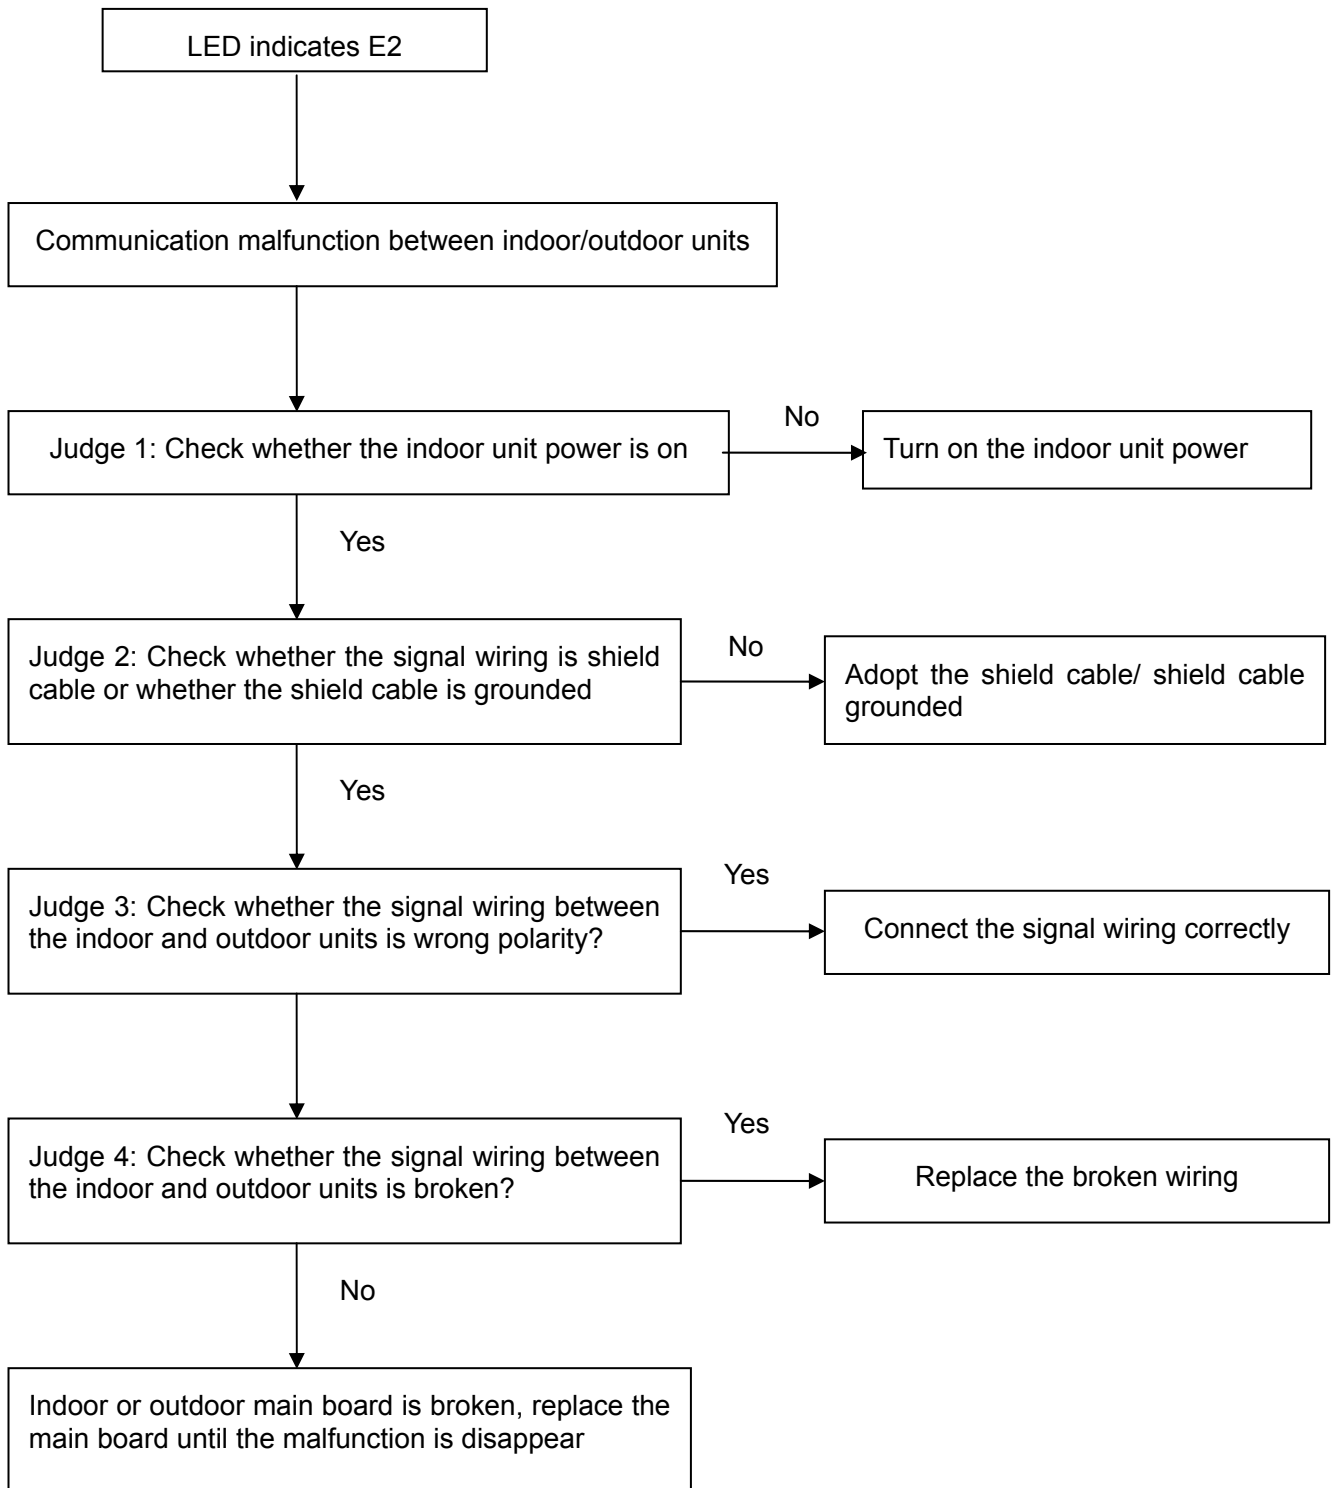 LED indicates E2
Communication malfunction between indoor/outdoor units
No
Judge 1: Check whether the indoor unit power is on
Turn on the indoor unit power
Yes
Judge 2: Check whether the signal wiring is shield
cable or whether the shield cable is grounded
No
Adopt the shield cable/ shield cable
grounded
Yes
Judge 3: Check whether the signal wiring between
the indoor and outdoor units is wrong polarity?
Yes
Connect the signal wiring correctly
Judge 4: Check whether the signal wiring between
the indoor and outdoor units is broken?
Yes
Replace the broken wiring
No
Indoor or outdoor main board is broken, replace the
main board until the malfunction is disappear